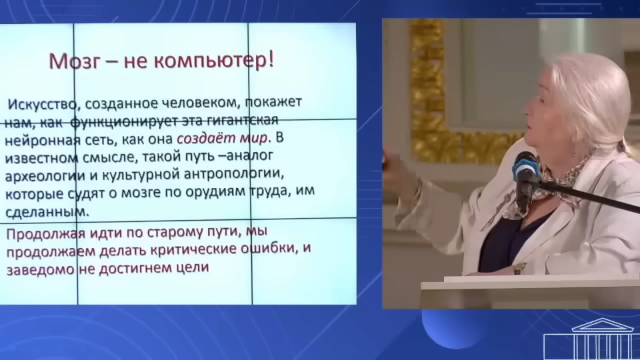 Мозг – не компьютер!
Искусство, созданное человеком, покажет
нам, как функционирует эта гигантская
нейронная сеть, как она создаёт мир. В
известном смысле, такой путь –аналог
археологии и культурной антропологии,
которые судят о мозге по орудиям труда, им
сделанным.
Продолжая идти по старому пути, мы
продолжаем делать критические ошибки, и
заведомо не достигнем цели